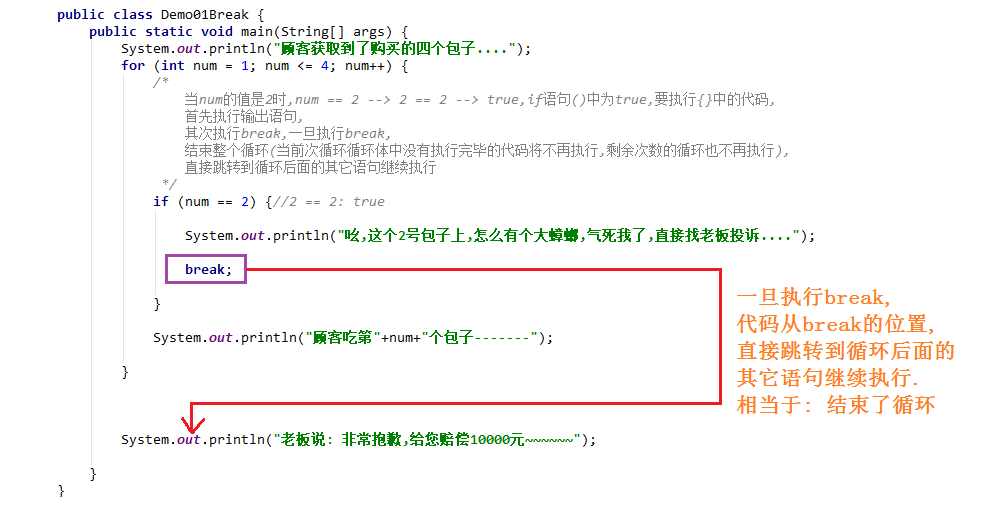 public class Demo01Break {
public static void main(String[] args) {
System.out.println("顾客获取到了购买的四个包子....");
for (int num = 1; num <= 4; num++) {
/*
当num的值是2时,num == 2 --> 2 == 2 --> true,if语句()中为true,要执行{}中的代码,
首先执行输出语句,
其次执行break,一旦执行break,
结束整个循环(当前次循环循环体中没有执行完毕的代码将不再执行,剩余次数的循环也不再执行),
直接跳转到循环后面的其它语句继续执行
*/
if (num == 2) {//2 == 2: true
System.out.println("吆,这个2号包子上,怎么有个大蟑螂,气死我了,直接找老板投诉....");
break;
}
System.out.println("顾客吃第"+num+"个包子-------");
}
System.out.println("老板说: 非常抱歉,给您赔偿10000元~~~~~~");
}
}
一旦执行break,
代码从break的位置,
直接跳转到循环后面的
其它语句继续执行.
相当于: 结束了循环